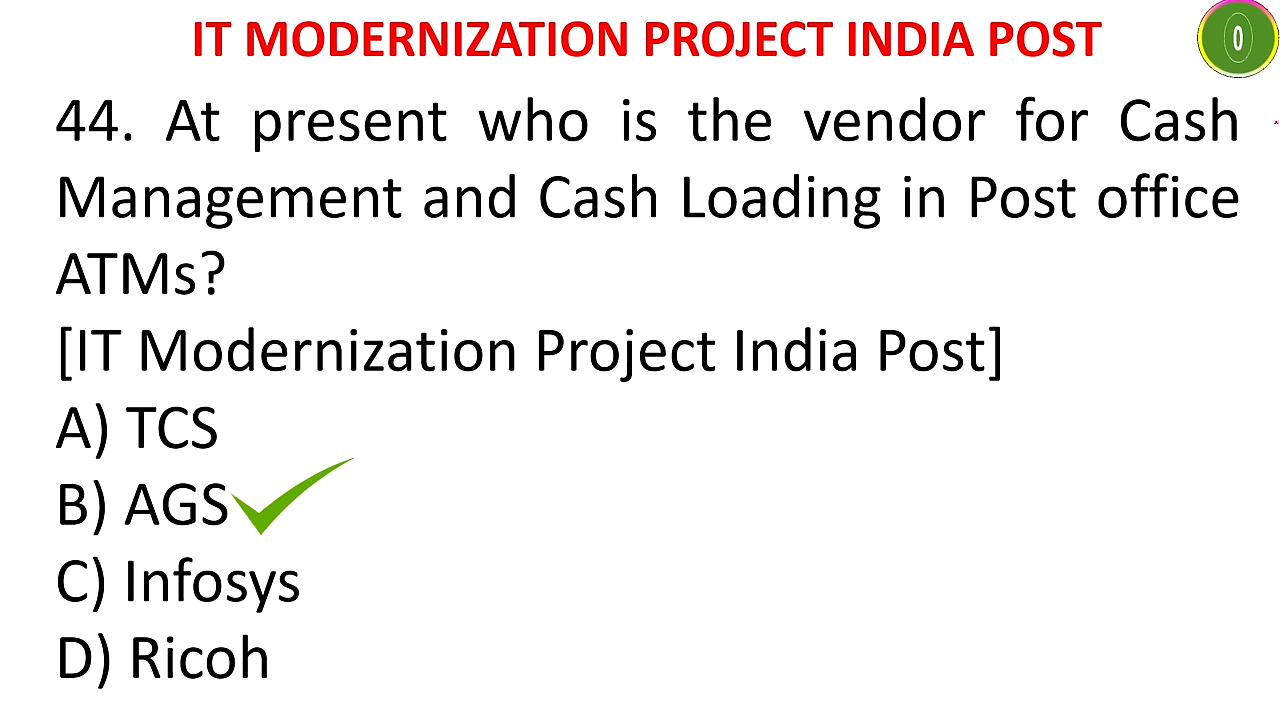 IT MODERNIZATION PROJECT INDIA POST
0
44. At present who is the vendor for Cash
Management and Cash Loading in Post office
ATMs?
[IT Modernization Project India Post]
A) TCS
B) AGS
C) Infosys
D) Ricoh